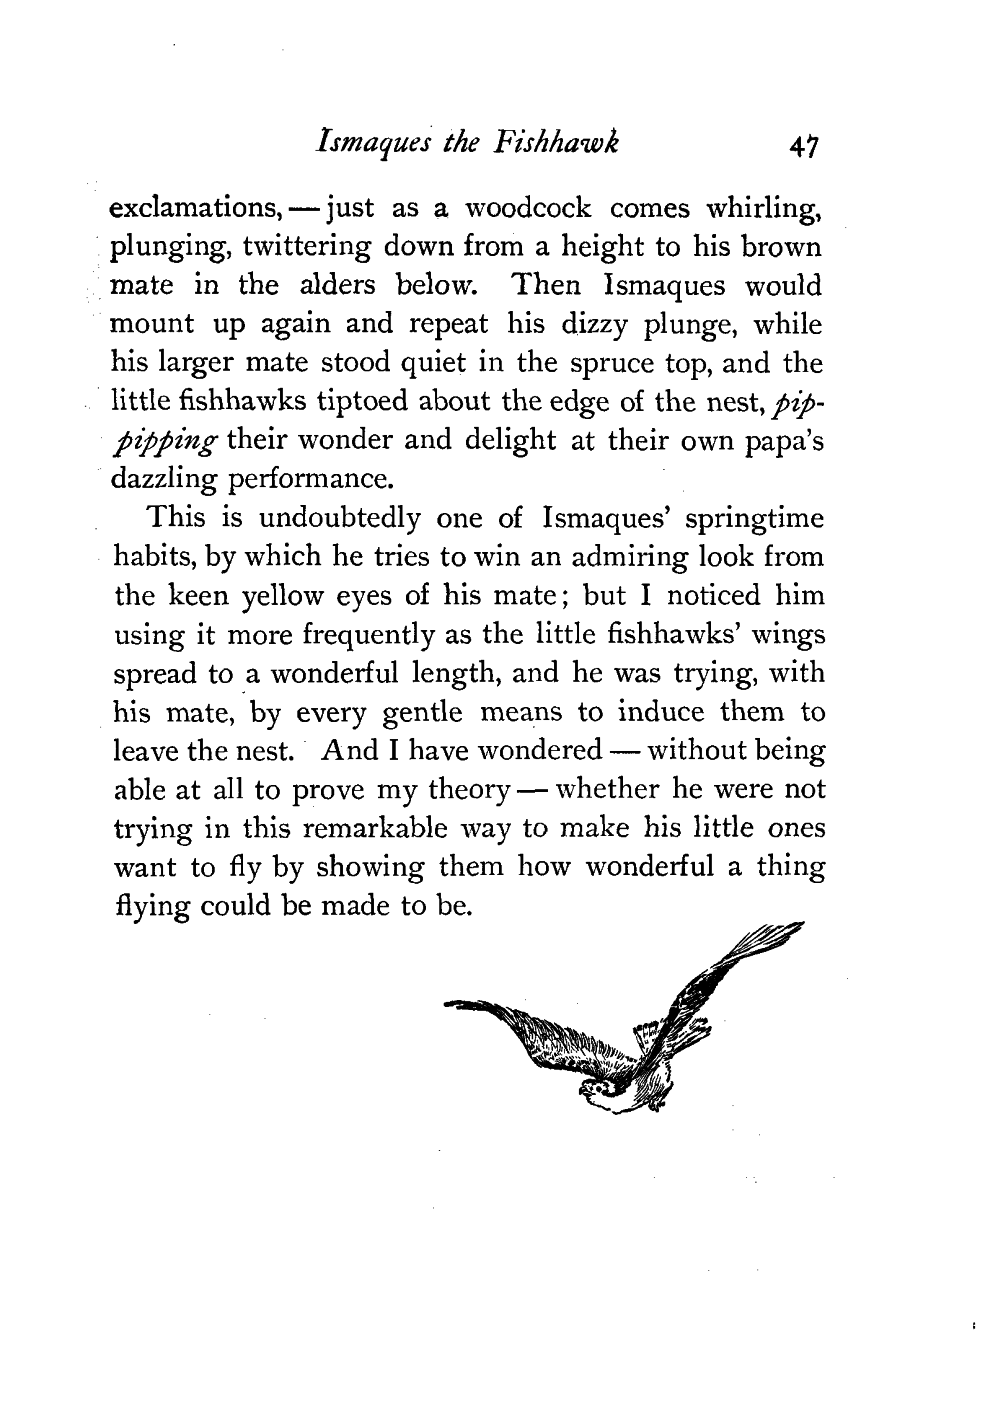 Ismaques the Fishhawk 47
exclamations, — just as a woodcock comes whirling,
plunging, twittering down from a height to his brown
mate in the alders below. Then Ismaques would
mount up again and repeat his dizzy plunge, while
his larger mate stood quiet in the spruce top, and the
little fishhawks tiptoed about the edge of the nest, pip-
pipping their wonder and delight at their own papa’s
dazzling performance.
This is undoubtedly one of Ismaques’ springtime
habits, by which he tries to win an admiring look from
the keen yellow eyes of his mate; but I noticed him
using it more frequently as the little fishhawks’ wings
spread to a wonderful length, and he was trying, with
his mate, by every gentle means to induce them to
leave the nest. And I have wondered — without being
able at all to prove my theory — whether he were not
trying in this remarkable way to make his little ones
want to fly by showing them how wonderful a thing
flying could be made to be.